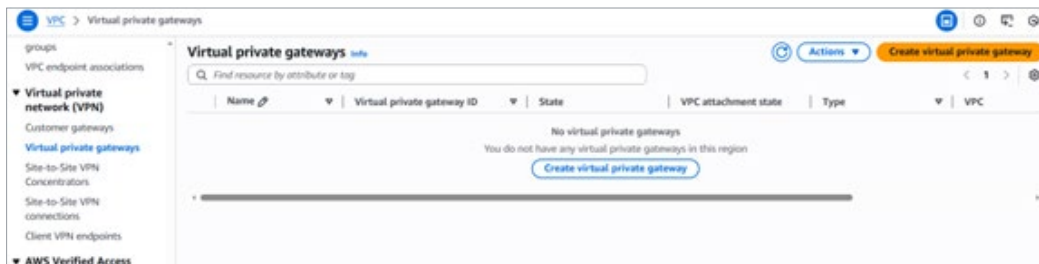 VPC > Virtual private gateways
groups
VPC endpoint associations
Virtual private
network (VPN)
Customer gateways
Virtual private gateways
Site-to-Site VPN
Concentrators
Site-to-Site VPN
connections
Client VPN endpoints
AWS Verified Access
Virtual private gateways Info
Actions
Create virtual private gateway
Find resource by attribute or tag
1
Name Virtual private gateway ID State VPC attachment state Type VPC
No virtual private gateways
You do not have any virtual private gateways in this region
Create virtual private gateway